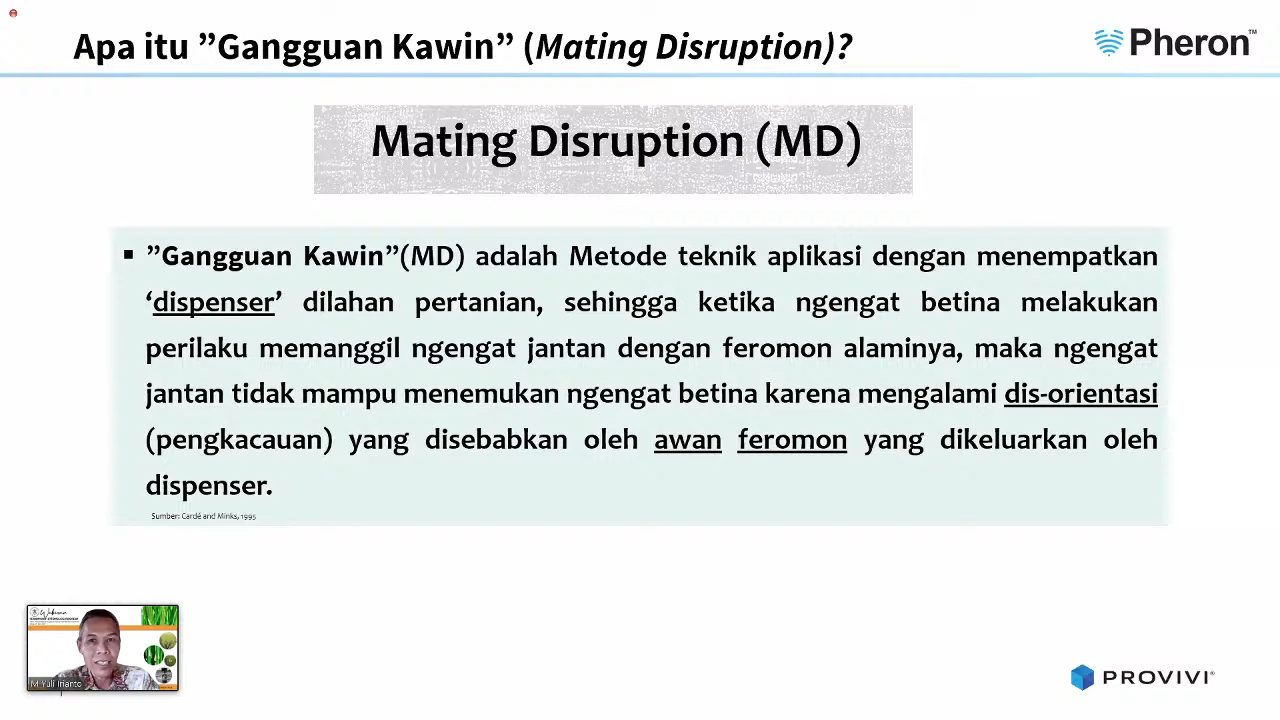 Apa itu ”Gangguan Kawin” (Mating Disruption)?
Pheron™
Mating Disruption (MD)
▪ ”Gangguan Kawin”(MD) adalah Metode teknik aplikasi dengan menempatkan
‘dispenser’ dilahan pertanian, sehingga ketika ngengat betina melakukan
perilaku memanggil ngengat jantan dengan feromon alaminya, maka ngengat
jantan tidak mampu menemukan ngengat betina karena mengalami dis-orientasi
(pengkacauan) yang disebabkan oleh awan feromon yang dikeluarkan oleh
dispenser.
Sumber: Cardé and Minks, 1995
M Yuli Irianto
PROVIVI®